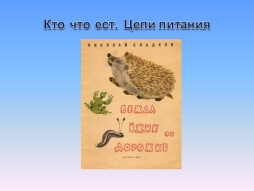 Кто что ест. Цепи питания
НИКОЛАЙ СЛАДКОВ
БЕЖАЛ
ЁЖИК ПО
ДОРОЖКЕ